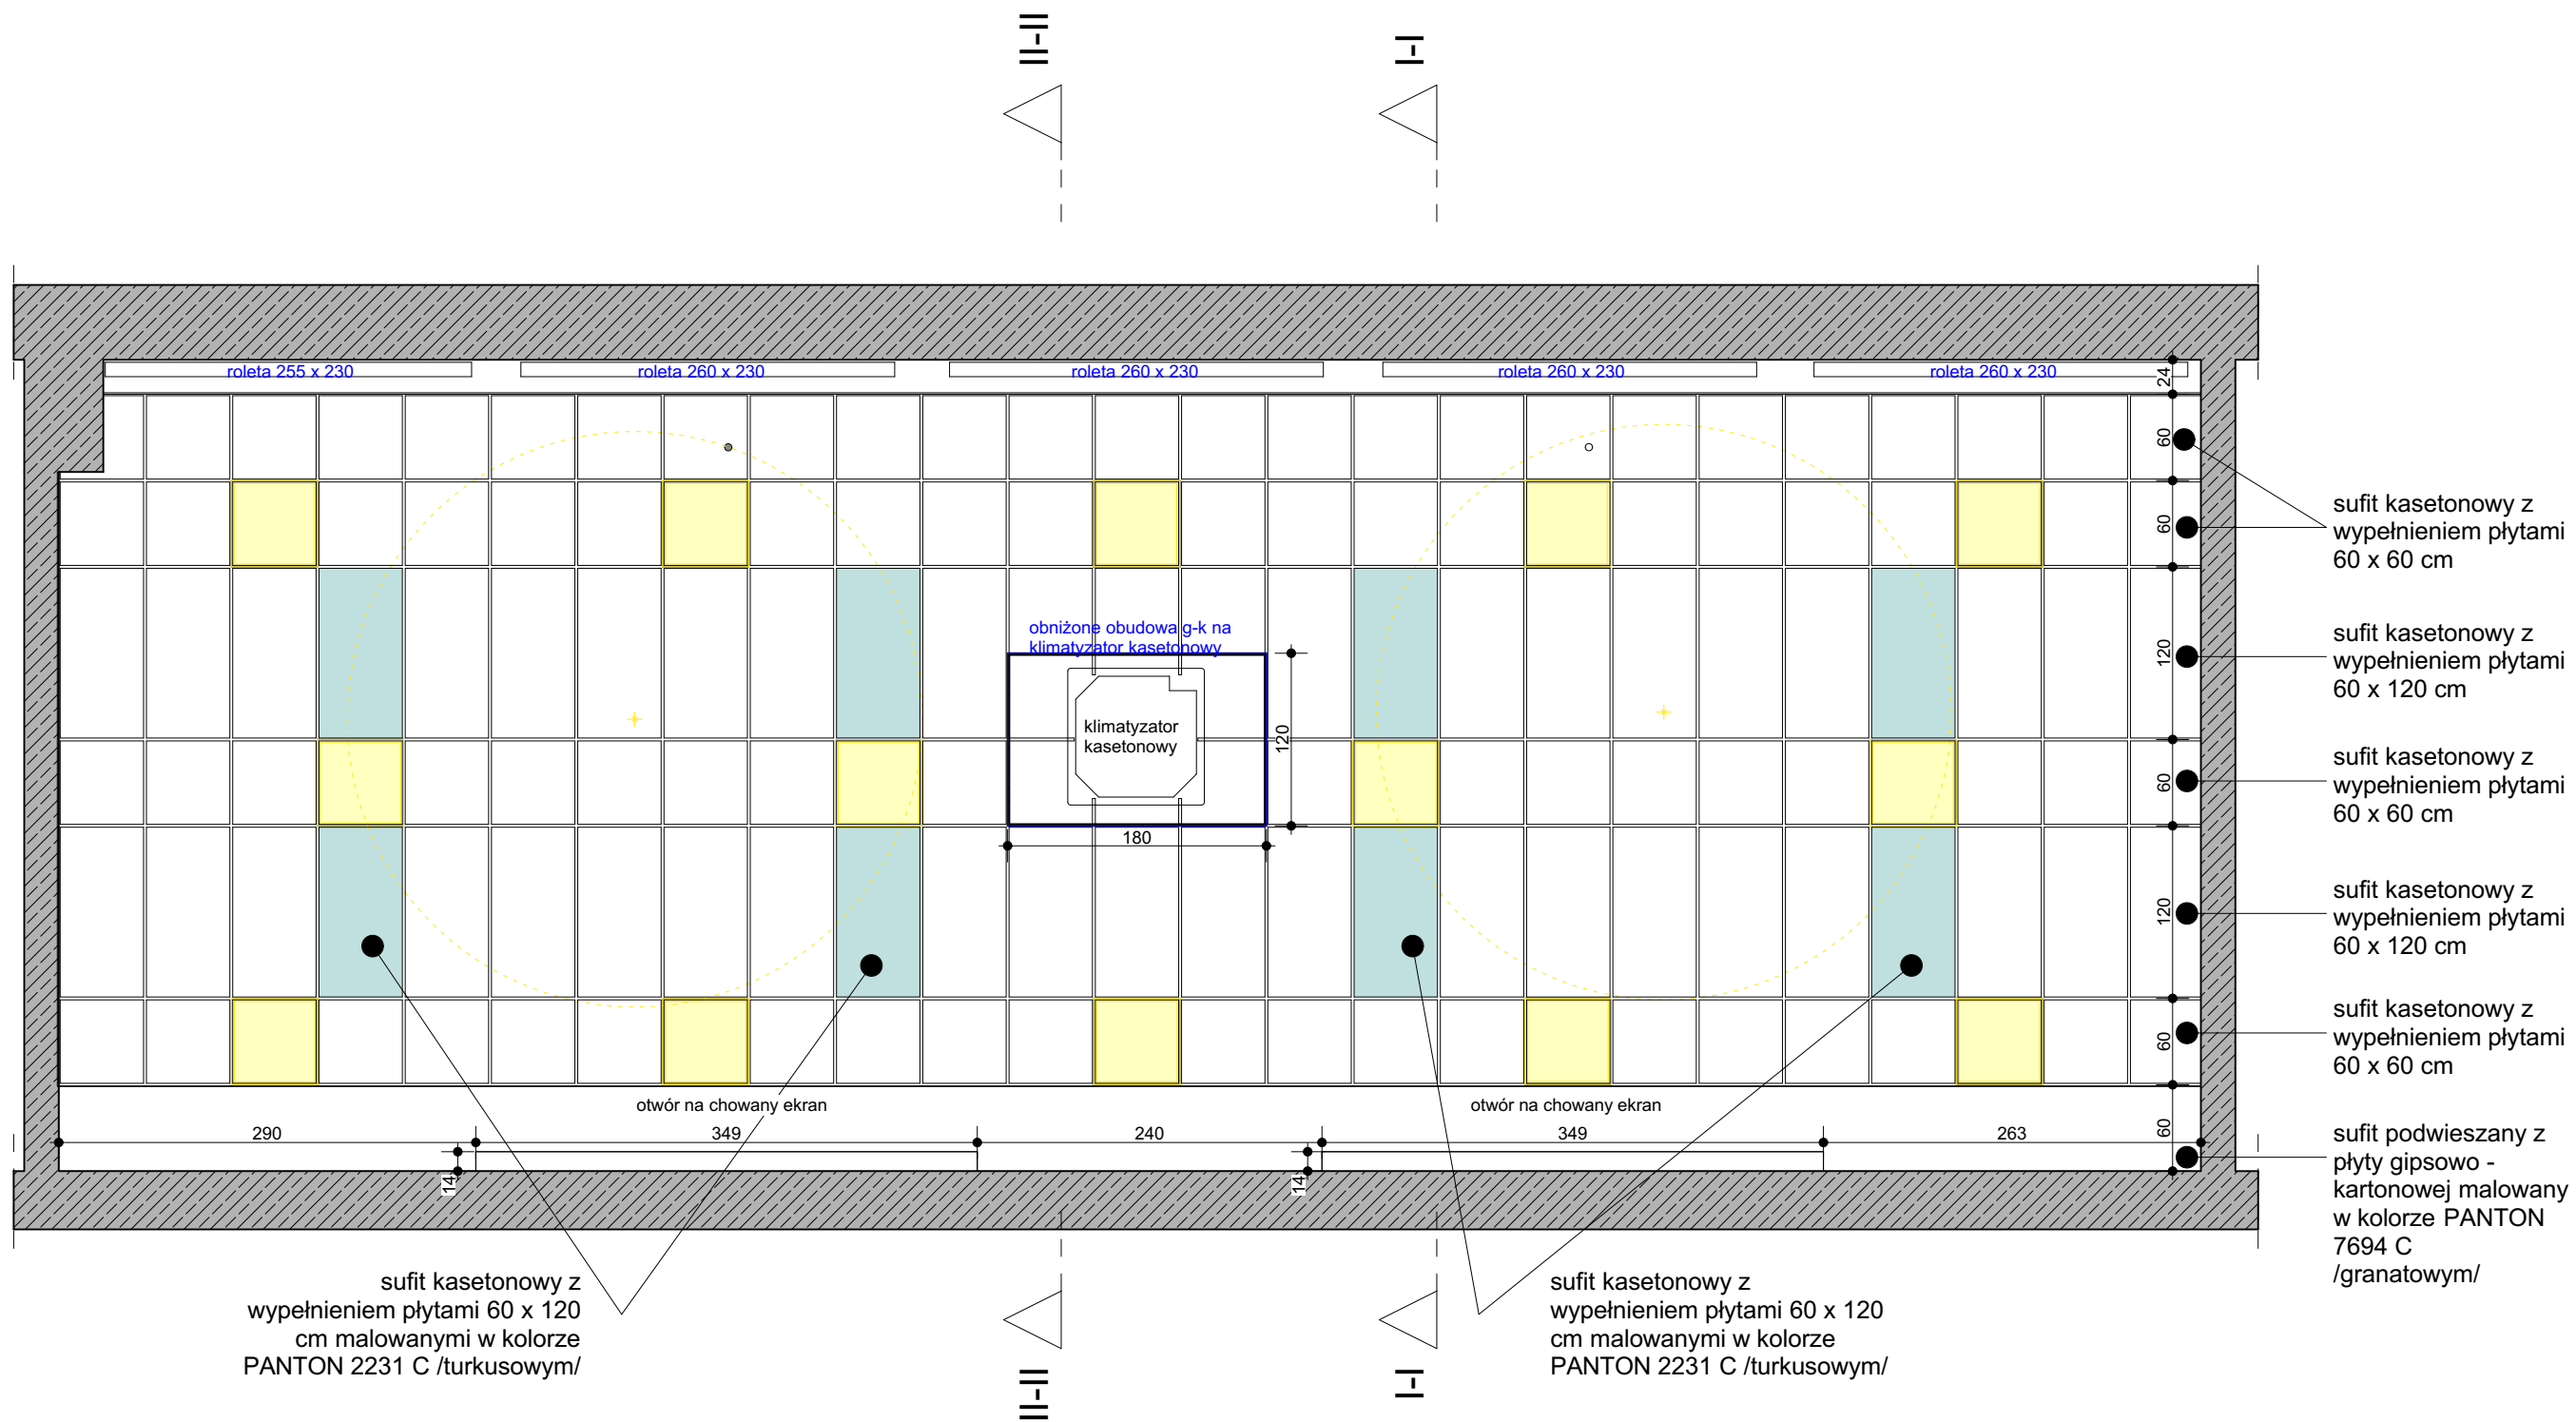 II-II
I-I
roleta 255 x 230
roleta 260 x 230
roleta 260 x 230
roleta 260 x 230
roleta 260 x 230
24
60
60
120
60
120
60
60
sufit kasetonowy z
wypełnieniem płytami
60 x 60 cm
sufit kasetonowy z
wypełnieniem płytami
60 x 120 cm
sufit kasetonowy z
wypełnieniem płytami
60 x 60 cm
sufit kasetonowy z
wypełnieniem płytami
60 x 120 cm
sufit kasetonowy z
wypełnieniem płytami
60 x 60 cm
sufit podwieszany z
płyty gipsowo -
kartonowej malowany
w kolorze PANTON
7694 C
/granatowym/
obniżone obudowa g-k na
klimatyzator kasetonowy
klimatyzator
kasetonowy
120
180
otwór na chowany ekran
otwór na chowany ekran
290
349
240
349
263
14
14
sufit kasetonowy z
wypełnieniem płytami 60 x 120
cm malowanymi w kolorze
PANTON 2231 C /turkusowym/
sufit kasetonowy z
wypełnieniem płytami 60 x 120
cm malowanymi w kolorze
PANTON 2231 C /turkusowym/
II-II
I-I